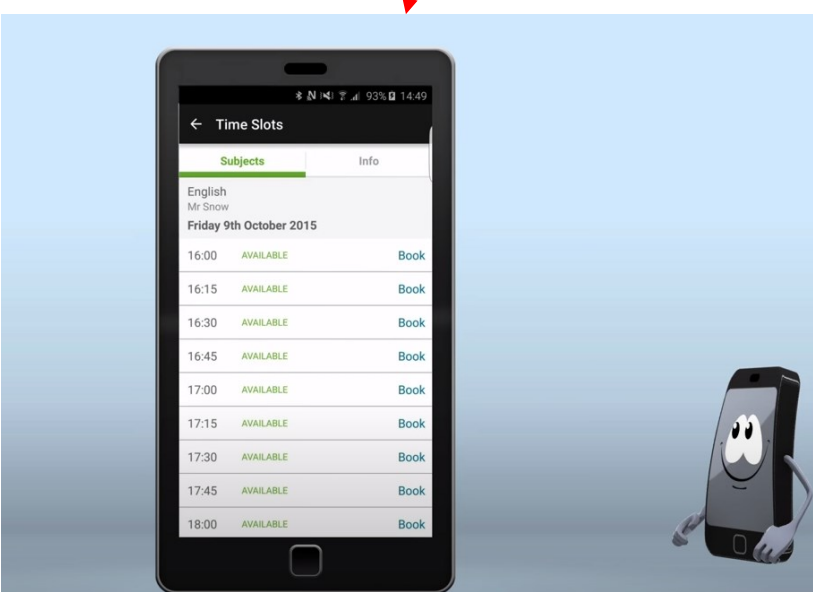 93% 14:49
← Time Slots
Subjects Info
English
Mr Snow
Friday 9th October 2015
16:00 AVAILABLE Book
16:15 AVAILABLE Book
16:30 AVAILABLE Book
16:45 AVAILABLE Book
17:00 AVAILABLE Book
17:15 AVAILABLE Book
17:30 AVAILABLE Book
17:45 AVAILABLE Book
18:00 AVAILABLE Book